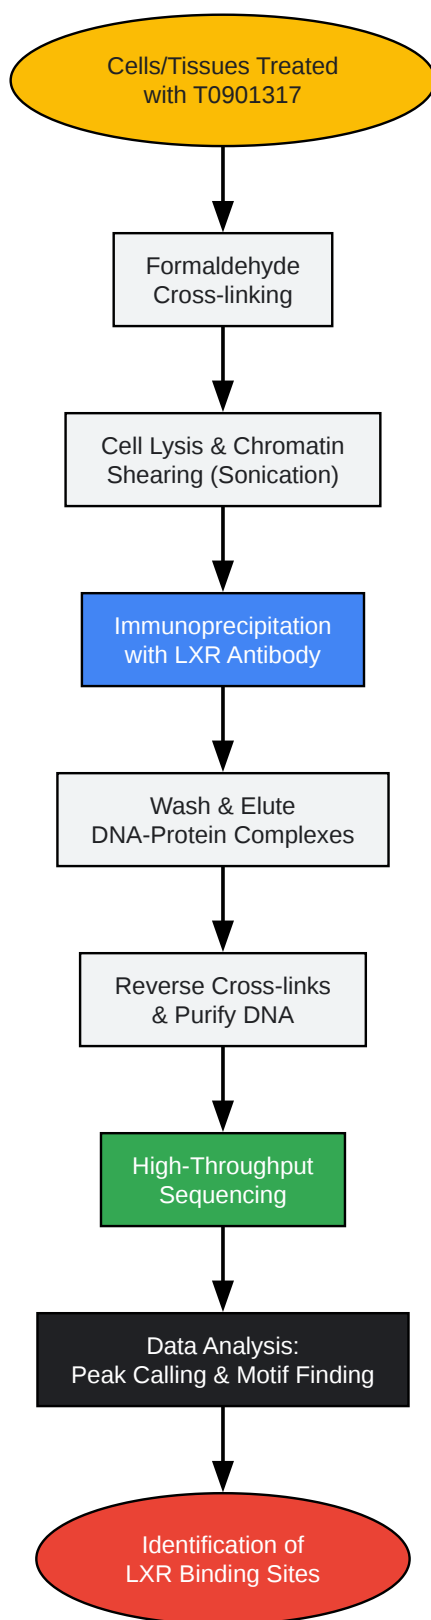 Cells/Tissues Treated
with T0901317
Formaldehyde
Cross-linking
Cell Lysis & Chromatin
Shearing (Sonication)
Immunoprecipitation
with LXR Antibody
Wash & Elute
DNA-Protein Complexes
Reverse Cross-links
& Purify DNA
High-Throughput
Sequencing
Data Analysis:
Peak Calling & Motif Finding
Identification of
LXR Binding Sites